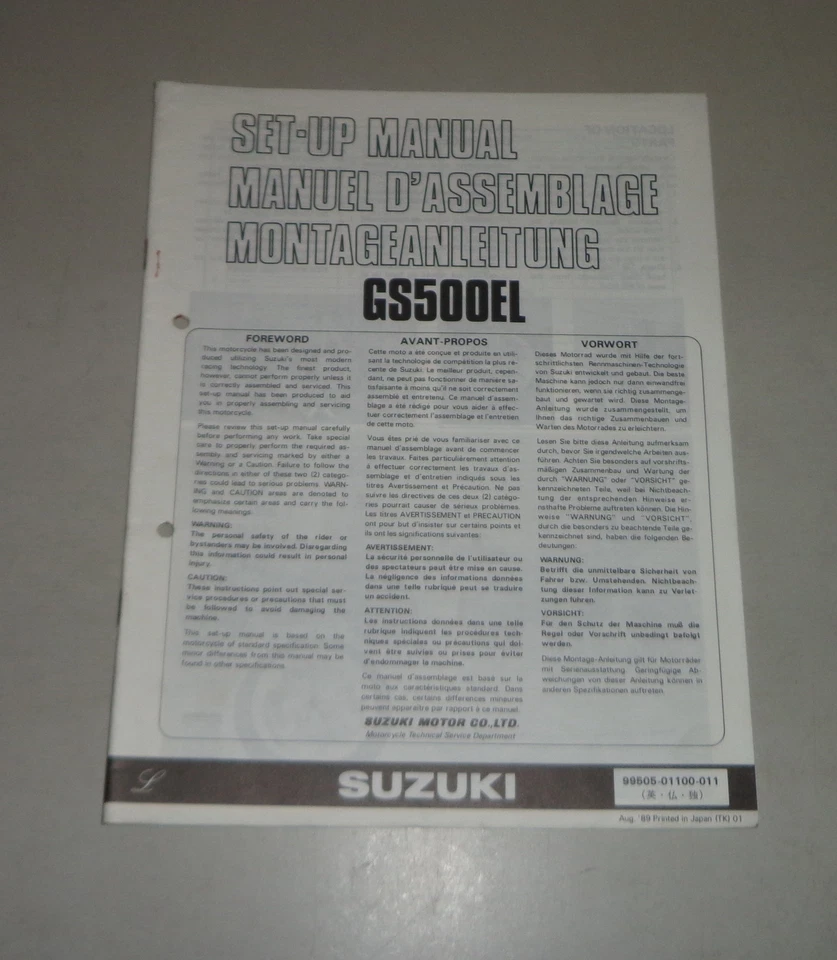 SET-UP MANUAL
MANUEL D'ASSEMBLAGE
MONTAGEANLEITUNG
GS500EL
FOREWORD
This motorcycle has been designed and pro-
duced utilizing Suzuki's most modern
racing technology. The finest product,
however, cannot perform properly unless it
is correctly assembled and serviced. This
set-up manual has been produced to aid
you in properly assembling and servicing
this motorcycle.
Please review this set-up manual carefully
before performing any work. Take special
care to properly perform the required as-
sembly and servicing marked by either a
Warning or a Caution. Failure to follow the
directions in either of these two (2) catego-
ries could lead to serious problems. WARN-
ING and CAUTION areas are denoted to
emphasize certain areas and carry the fol-
lowing meanings.
WARNING:
The personal safety of the rider or
bystanders may be involved. Disregarding
this information could result in personal
injury.
CAUTION:
These instructions point out special ser-
vice procedures or precautions that must
be followed to avoid damaging the
machine.
This set-up manual is based on the
motorcycle of standard specification. Some
minor differences from this manual may be
found in other specifications.
AVANT-PROPOS
Cette moto a été conçue et produite en utili-
sant la technologie de compétition la plus ré-
cente de Suzuki. Le meilleur produit, cepen-
dant, ne peut pas fonctionner de manière sa-
tisfaisante à moins qu'il ne soit correctement
assemblé et entretenu. Ce manuel d'assem-
blage a été rédigé pour vous aider à effec-
tuer correctement l'assemblage et l'entretien
de cette moto.
Vous êtes prié de vous familiariser avec ce
manuel d'assemblage avant de commencer
les travaux. Faites particulièrement attention
à effectuer correctement les travaux d'as-
semblage et d'entretien indiqués sous les
titres Avertissement et Précaution. Ne pas
suivre les directives de ces deux (2) catégo-
ries pourrait causer de sérieux problèmes.
Les titres AVERTISSEMENT et PRECAUTION
ont pour but d'insister sur certains points et
ils ont les significations suivantes:
AVERTISSEMENT:
La sécurité personnelle de l'utilisateur ou
des spectateurs peut être mise en cause.
La négligence des informations données
dans une telle rubrique peut se traduire
un accident.
ATTENTION:
Les instructions données dans une telle
rubrique indiquent les procédures tech-
niques spéciales ou précautions qui doi-
vent être suivies ou prises pour éviter
d'endommager la machine.
Ce manuel d'assemblage est basé sur la
moto aux caractéristiques standard. Dans
certains cas, certaines différences mineures
peuvent apparaître par rapport à ce manuel.
VORWORT
Dieses Motorrad wurde mit Hilfe der fort-
schrittlichsten Rennmaschinen-Technologie
von Suzuki entwickelt und gebaut. Die beste
Maschine kann jedoch nur dann einwandfrei
funktionieren, wenn sie richtig zusammenge-
baut und gewartet wird. Diese Montage-
Anleitung wurde zusammengestellt, um
Ihnen das richtige Zusammenbauen und
Warten des Motorrades zu erleichtern.
Lesen Sie bitte diese Anleitung aufmerksam
durch, bevor Sie irgendwelche Arbeiten aus-
führen. Achten Sie besonders auf vorschrifts-
mäßigen Zusammenbau und Wartung der
durch "WARNUNG" oder "VORSICHT" ge-
kennzeichneten Teile, weil bei Nichtbeach-
tung der entsprechenden Hinweise er-
nsthafte Probleme auftreten können. Die Hin-
weise "WARNUNG" und "VORSICHT",
durch die besonders zu beachtende Teile ge-
kennzeichnet sind, haben die folgenden Be-
deutungen:
WARNUNG:
Betrifft die unmittelbare Sicherheit von
Fahrer bzw. Umstehenden. Nichtbeach-
tung dieser Information kann zu Verlet-
zungen führen.
VORSICHT:
Für den Schutz der Maschine muß die
Regel oder Vorschrift unbedingt befolgt
werden.
Diese Montage-Anleitung gilt für Motorräder
mit Serienausstattung. Geringfügige Ab-
weichungen von dieser Anleitung können in
anderen Spezifikationen auftreten.
SUZUKI MOTOR CO.,LTD.
Motorcycle Technical Service Department
L
SUZUKI
99505-01100-011
(英・仏・独)
Aug. '89 Printed in Japan (TK) 01